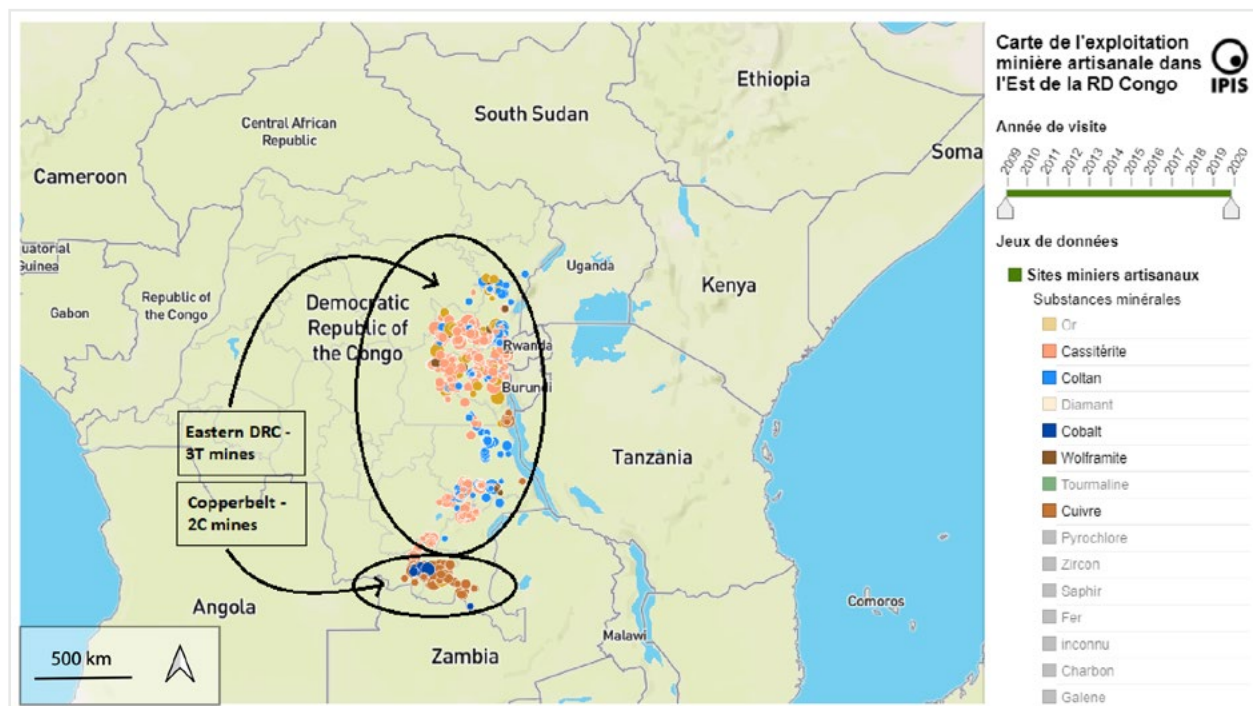 Carte de l'exploitation
minière artisanale dans
l'Est de la RD Congo
IPIS
Année de visite
2009
2010
2011
2012
2013
2014
2015
2016
2017
2018
2019
2020
Jeux de données
Sites miniers artisanaux
Substances minérales
Or
Cassitérite
Coltan
Diamant
Cobalt
Wolframite
Tourmaline
Cuivre
Pyrochlore
Zircon
Saphir
Fer
inconnu
Charbon
Galene
Ethiopia
South Sudan
Central African
Republic
Soma
Cameroon
uatorial
Guinea
Uganda
Kenya
Gabon
Republic of
the Congo
Democratic
Republic of
the Congo
Rwanda
Burundi
Eastern DRC -
3T mines
Tanzania
Copperbelt -
2C mines
Angola
Comoros
Malawi
Zambia
500 km